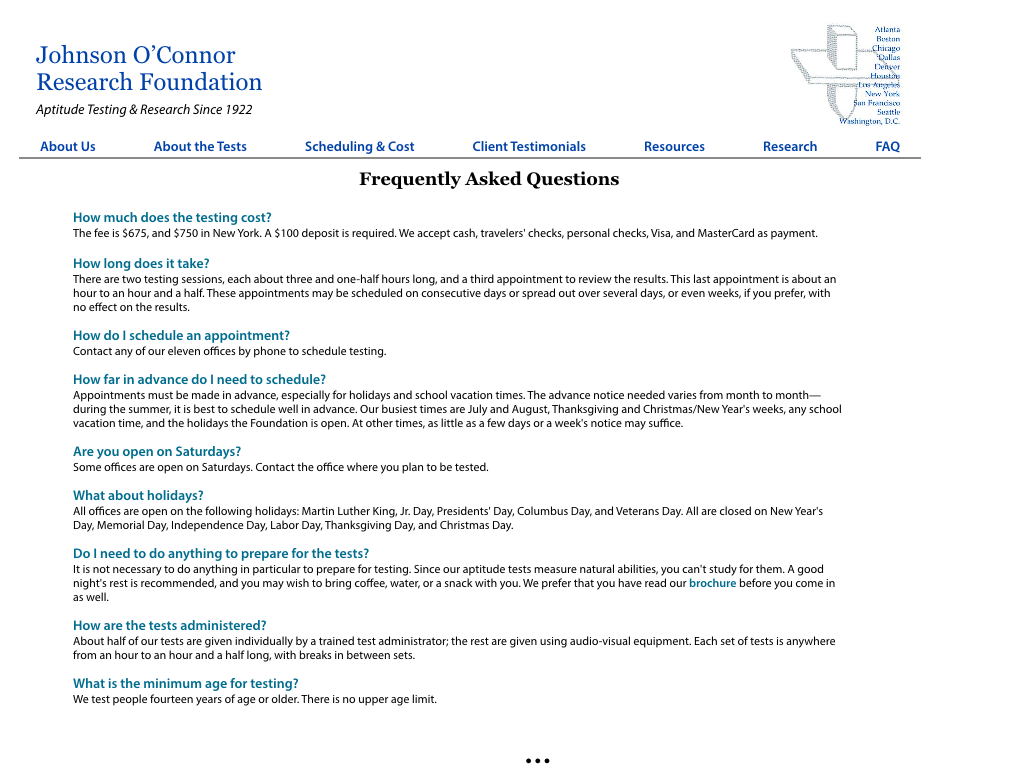 Johnson O'Connor
Research Foundation
Aptitude Testing & Research Since 1922
Atlanta
Boston
Chicago
Dallas
Denver
Houston
Los Angeles
New York
San Francisco
Seattle
Washington, D.C.
About Us About the Tests Scheduling & Cost Client Testimonials Resources Research FAQ
Frequently Asked Questions
How much does the testing cost?
The fee is $675, and $750 in New York. A $100 deposit is required. We accept cash, travelers' checks, personal checks, Visa, and MasterCard as payment.
How long does it take?
There are two testing sessions, each about three and one-half hours long, and a third appointment to review the results. This last appointment is about an
hour to an hour and a half. These appointments may be scheduled on consecutive days or spread out over several days, or even weeks, if you prefer, with
no effect on the results.
How do I schedule an appointment?
Contact any of our eleven offices by phone to schedule testing.
How far in advance do I need to schedule?
Appointments must be made in advance, especially for holidays and school vacation times. The advance notice needed varies from month to month—
during the summer, it is best to schedule well in advance. Our busiest times are July and August, Thanksgiving and Christmas/New Year's weeks, any school
vacation time, and the holidays the Foundation is open. At other times, as little as a few days or a week's notice may suffice.
Are you open on Saturdays?
Some offices are open on Saturdays. Contact the office where you plan to be tested.
What about holidays?
All offices are open on the following holidays: Martin Luther King, Jr. Day, Presidents' Day, Columbus Day, and Veterans Day. All are closed on New Year's
Day, Memorial Day, Independence Day, Labor Day, Thanksgiving Day, and Christmas Day.
Do I need to do anything to prepare for the tests?
It is not necessary to do anything in particular to prepare for testing. Since our aptitude tests measure natural abilities, you can't study for them. A good
night's rest is recommended, and you may wish to bring coffee, water, or a snack with you. We prefer that you have read our brochure before you come in
as well.
How are the tests administered?
About half of our tests are given individually by a trained test administrator; the rest are given using audio-visual equipment. Each set of tests is anywhere
from an hour to an hour and a half long, with breaks in between sets.
What is the minimum age for testing?
We test people fourteen years of age or older. There is no upper age limit.
•••